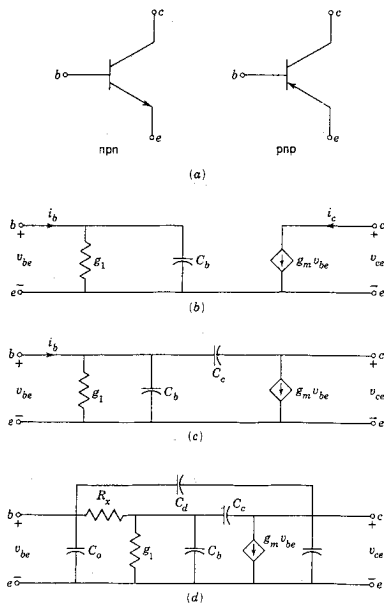 c c
b b
e e
npn pnp
(a)
b i_b i_c c
+ +
v_be g_1 C_b g_m v_be v_ce
e − − e
(b)
b i_b c
+ C_c +
v_be g_1 C_b g_m v_be v_ce
e − − e
(c)
C_d
R_x C_c
b g_m v_be c
+ +
v_be C_o g_1 C_b v_ce
e − − e
(d)